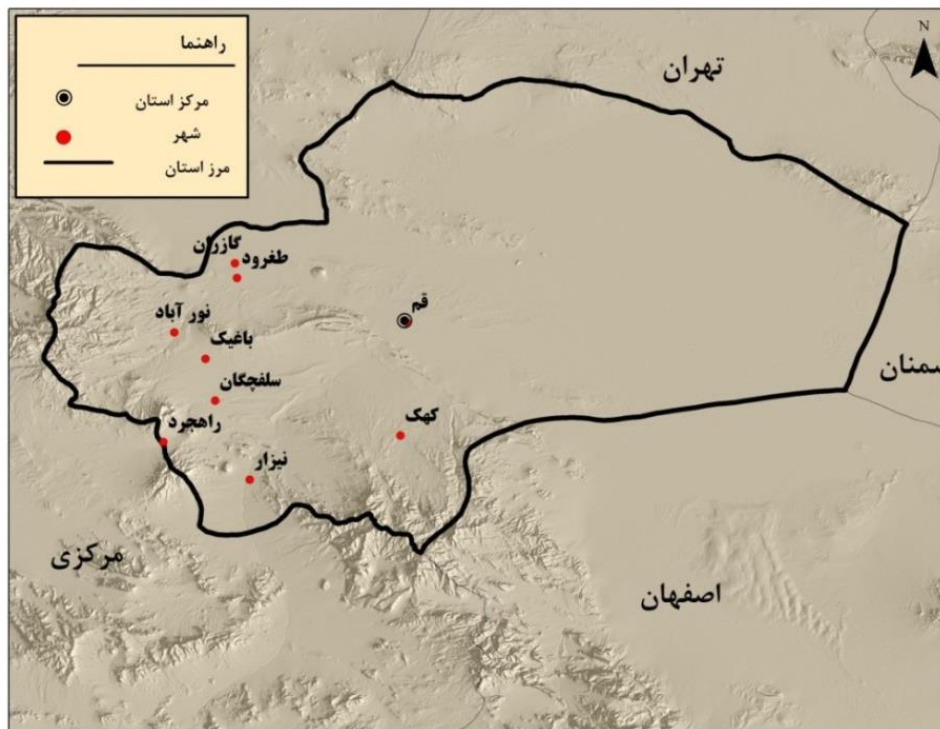 راهنما
مرکز استان
شهر
مرز استان
N
تهران
گازران
طغرود
قم
نور آباد
باغیک
سمنان
سلفچگان
کهک
راهجرد
نیزار
مرکزی
اصفهان